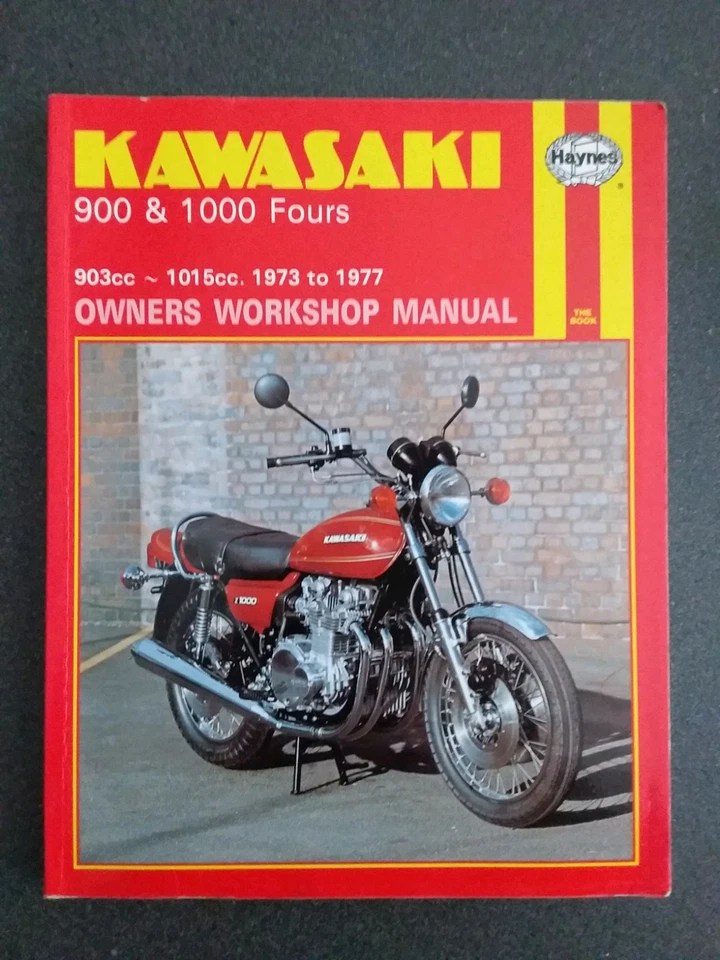 KAWASAKI
900 & 1000 Fours
903cc ~ 1015cc. 1973 to 1977
OWNERS WORKSHOP MANUAL
Haynes
®
THE
BOOK
KAWASAKI
1000